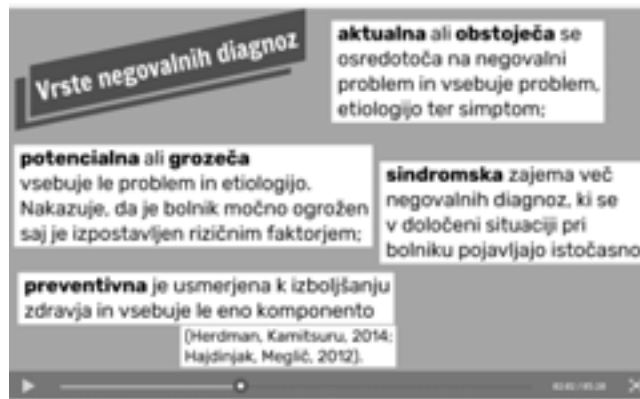 Vrste negovalnih diagnoz
aktualna ali obstoječa se
osredotoča na negovalni
problem in vsebuje problem,
etiologijo ter simptom;
potencialna ali grozeča
vsebuje le problem in etiologijo.
Nakazuje, da je bolnik močno ogrožen
saj je izpostavljen rizičnim faktorjem;
sindromska zajema več
negovalnih diagnoz, ki se
v določeni situaciji pri
bolniku pojavljajo istočasno
preventivna je usmerjena k izboljšanju
zdravja in vsebuje le eno komponento
(Herdman, Kamitsuru, 2014;
Hajdinjak, Meglič, 2012).